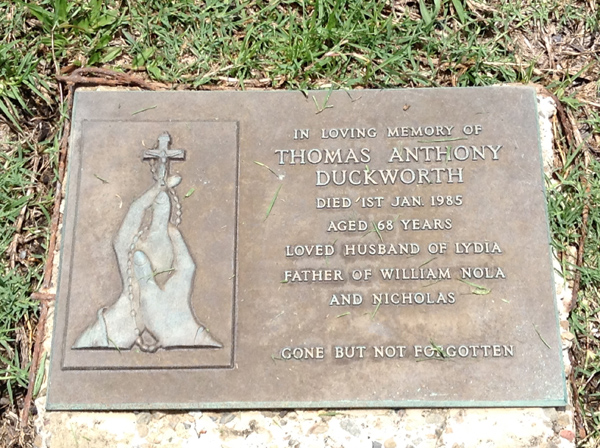 IN LOVING MEMORY OF
THOMAS ANTHONY
DUCKWORTH
DIED 1ST JAN. 1985
AGED 68 YEARS
LOVED HUSBAND OF LYDIA
FATHER OF WILLIAM NOLA
AND NICHOLAS
GONE BUT NOT FORGOTTEN